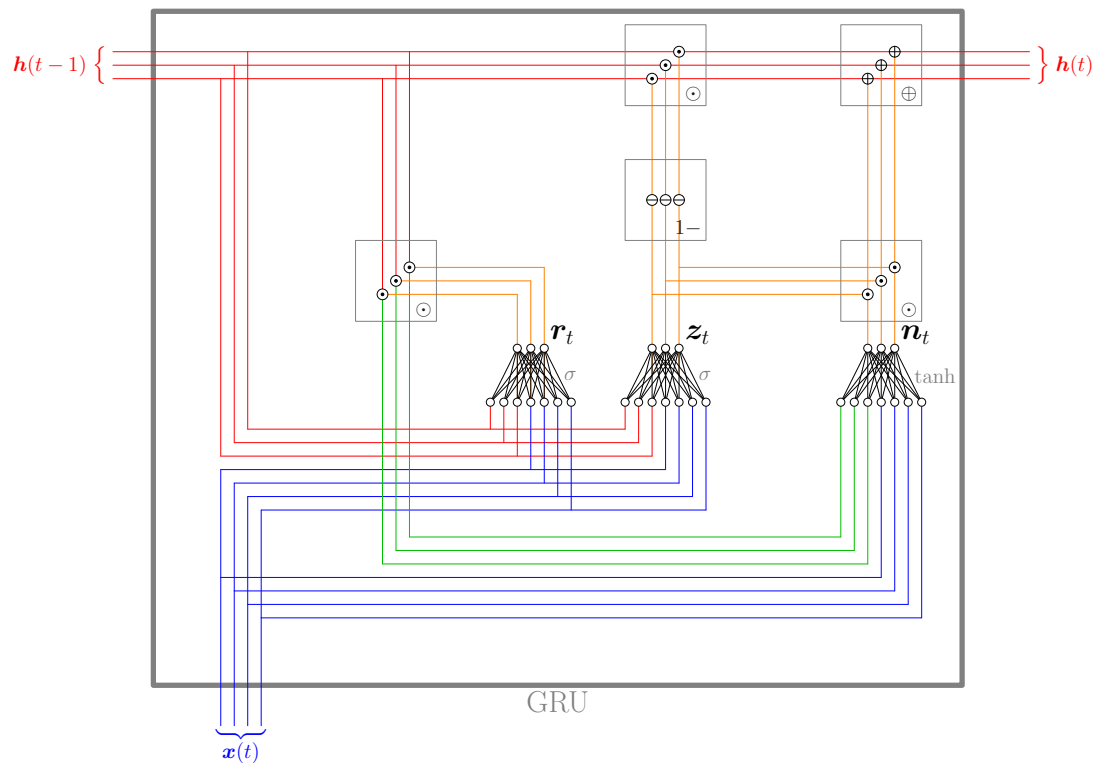 h(t−1)
h(t)
⊙
⊕
1−
⊙
⊙
r_t
z_t
n_t
σ
σ
tanh
GRU
x(t)